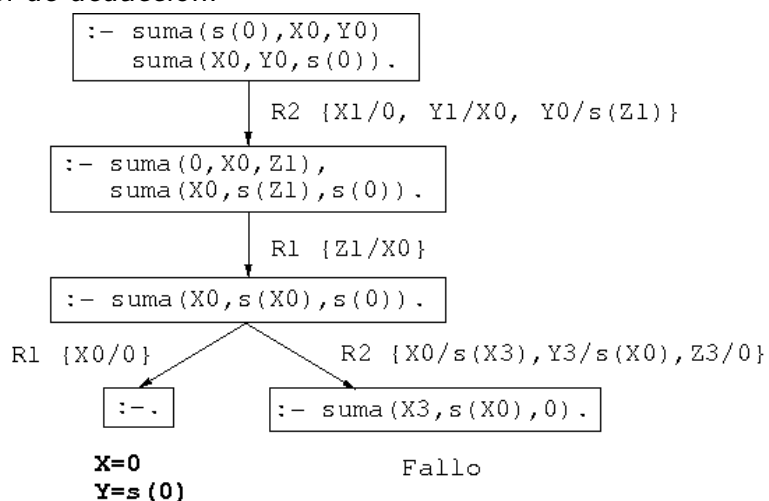 :- suma(s(0),X0,Y0)
suma(X0,Y0,s(0)).
R2 {X1/0, Y1/X0, Y0/s(Z1)}
:- suma(0,X0,Z1),
suma(X0,s(Z1),s(0)).
R1 {Z1/X0}
:- suma(X0,s(X0),s(0)).
R1 {X0/0}
R2 {X0/s(X3),Y3/s(X0),Z3/0}
:-.
:- suma(X3,s(X0),0).
X=0
Fallo
Y=s(0)